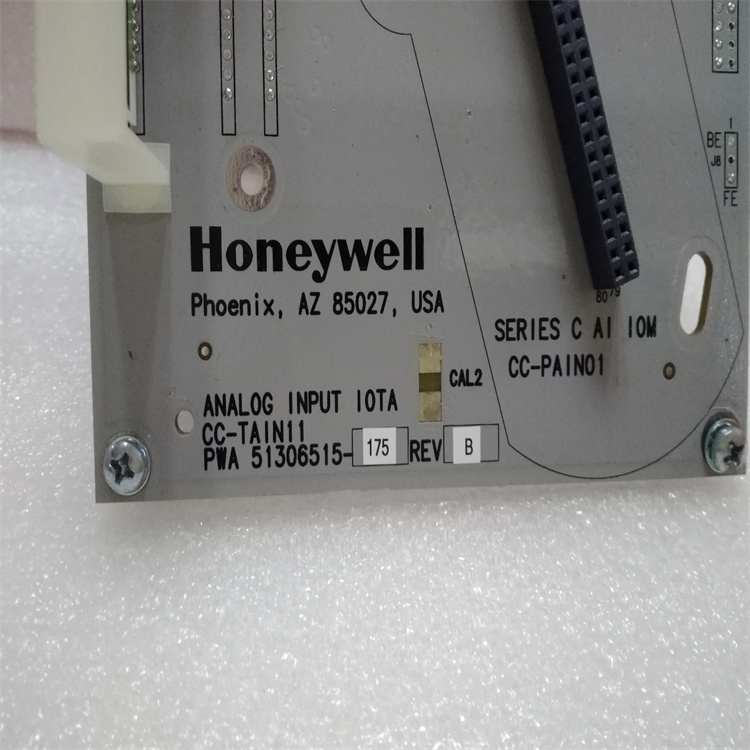 1
BE
J8
FE
Honeywell
Phoenix, AZ 85027, USA
80 79
SERIES C AI IOM
CC-PAIN01
CAL2
ANALOG INPUT IOTA
CC-TAIN11
PWA 51306515-175 REV B